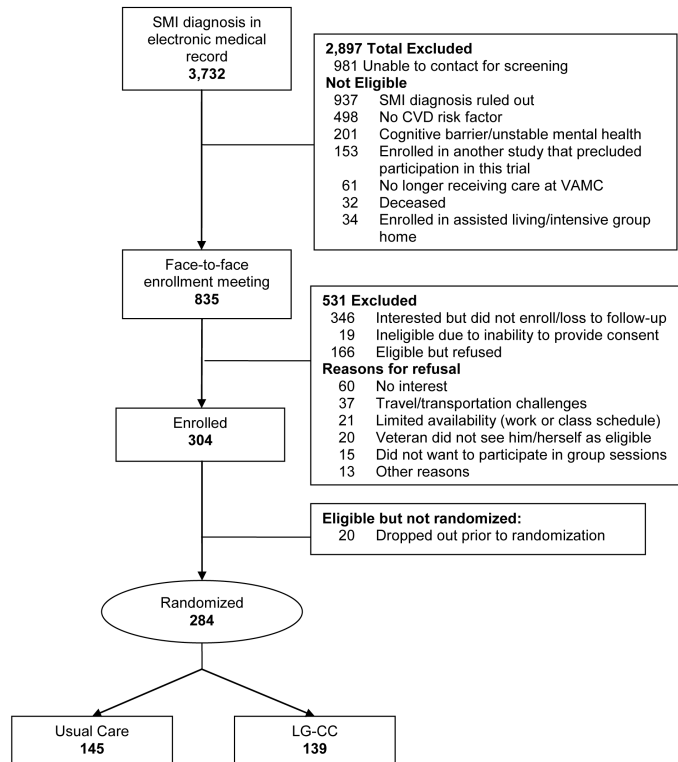 SMI diagnosis in
electronic medical
record
3,732
2,897 Total Excluded
981 Unable to contact for screening
Not Eligible
937 SMI diagnosis ruled out
498 No CVD risk factor
201 Cognitive barrier/unstable mental health
153 Enrolled in another study that precluded
participation in this trial
61 No longer receiving care at VAMC
32 Deceased
34 Enrolled in assisted living/intensive group
home
Face-to-face
enrollment meeting
835
531 Excluded
346 Interested but did not enroll/loss to follow-up
19 Ineligible due to inability to provide consent
166 Eligible but refused
Reasons for refusal
60 No interest
37 Travel/transportation challenges
21 Limited availability (work or class schedule)
20 Veteran did not see him/herself as eligible
15 Did not want to participate in group sessions
13 Other reasons
Enrolled
304
Eligible but not randomized:
20 Dropped out prior to randomization
Randomized
284
Usual Care
145
LG-CC
139